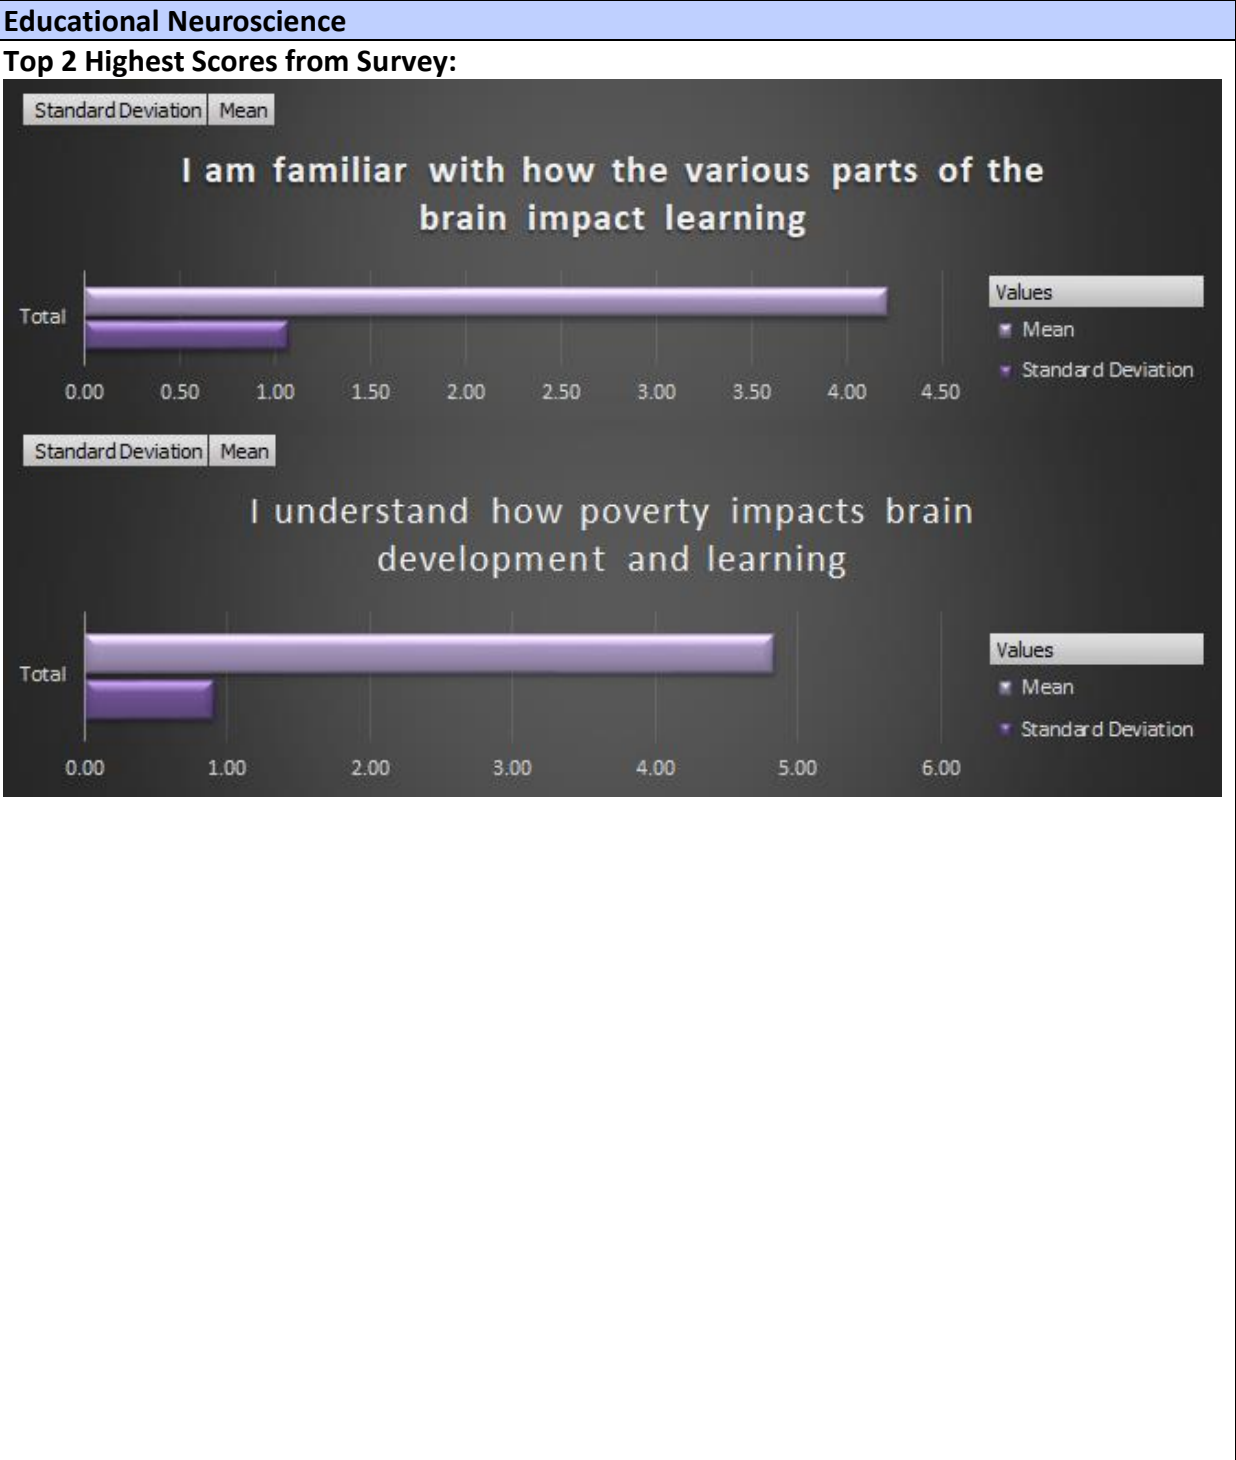 Educational Neuroscience
Top 2 Highest Scores from Survey:
Standard Deviation Mean
I am familiar with how the various parts of the
brain impact learning
Total
Values
Mean
Standard Deviation
0.00 0.50 1.00 1.50 2.00 2.50 3.00 3.50 4.00 4.50
Standard Deviation Mean
I understand how poverty impacts brain
development and learning
Total
Values
Mean
Standard Deviation
0.00 1.00 2.00 3.00 4.00 5.00 6.00